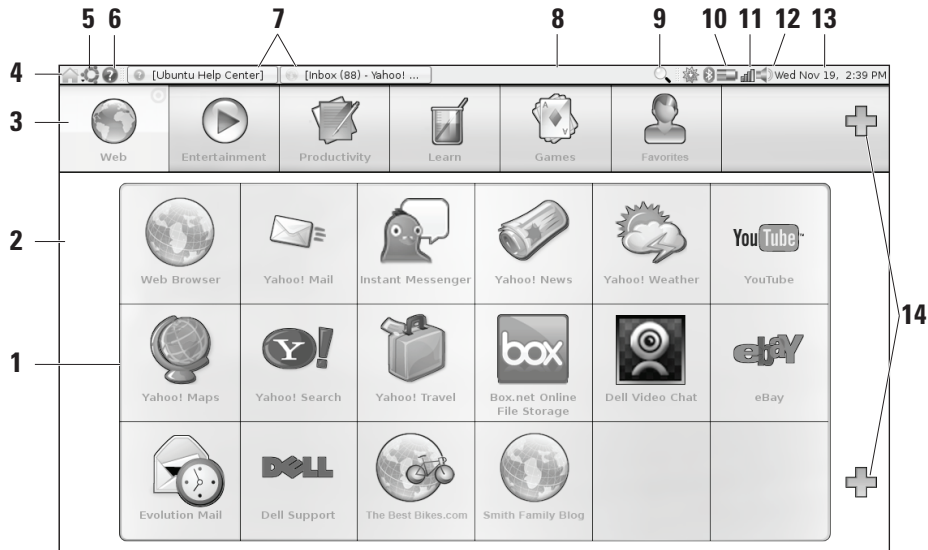 5 6 7 8 9 10 11 12 13
4
[Ubuntu Help Center]
[Inbox (88) - Yahoo! ...
Wed Nov 19, 2:39 PM
3
Web
Entertainment
Productivity
Learn
Games
Favorites
A
A
2
Web Browser
Yahoo! Mail
Instant Messenger
Yahoo! News
Yahoo! Weather
You Tube
YouTube
14
1
Y!
box
ebaY
Yahoo! Maps
Yahoo! Search
Yahoo! Travel
Box.net Online
File Storage
Dell Video Chat
eBay
DELL
Evolution Mail
Dell Support
The Best Bikes.com
Smith Family Blog